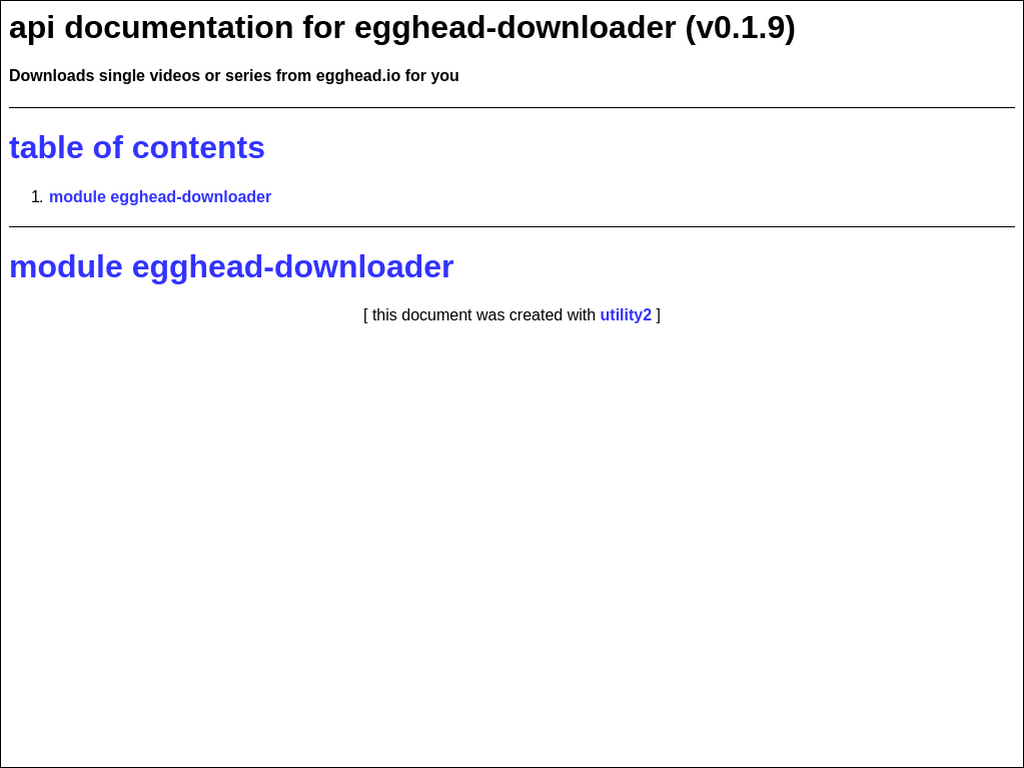 api documentation for egghead-downloader (v0.1.9)
Downloads single videos or series from egghead.io for you
table of contents
1. module egghead-downloader
module egghead-downloader
[ this document was created with utility2 ]